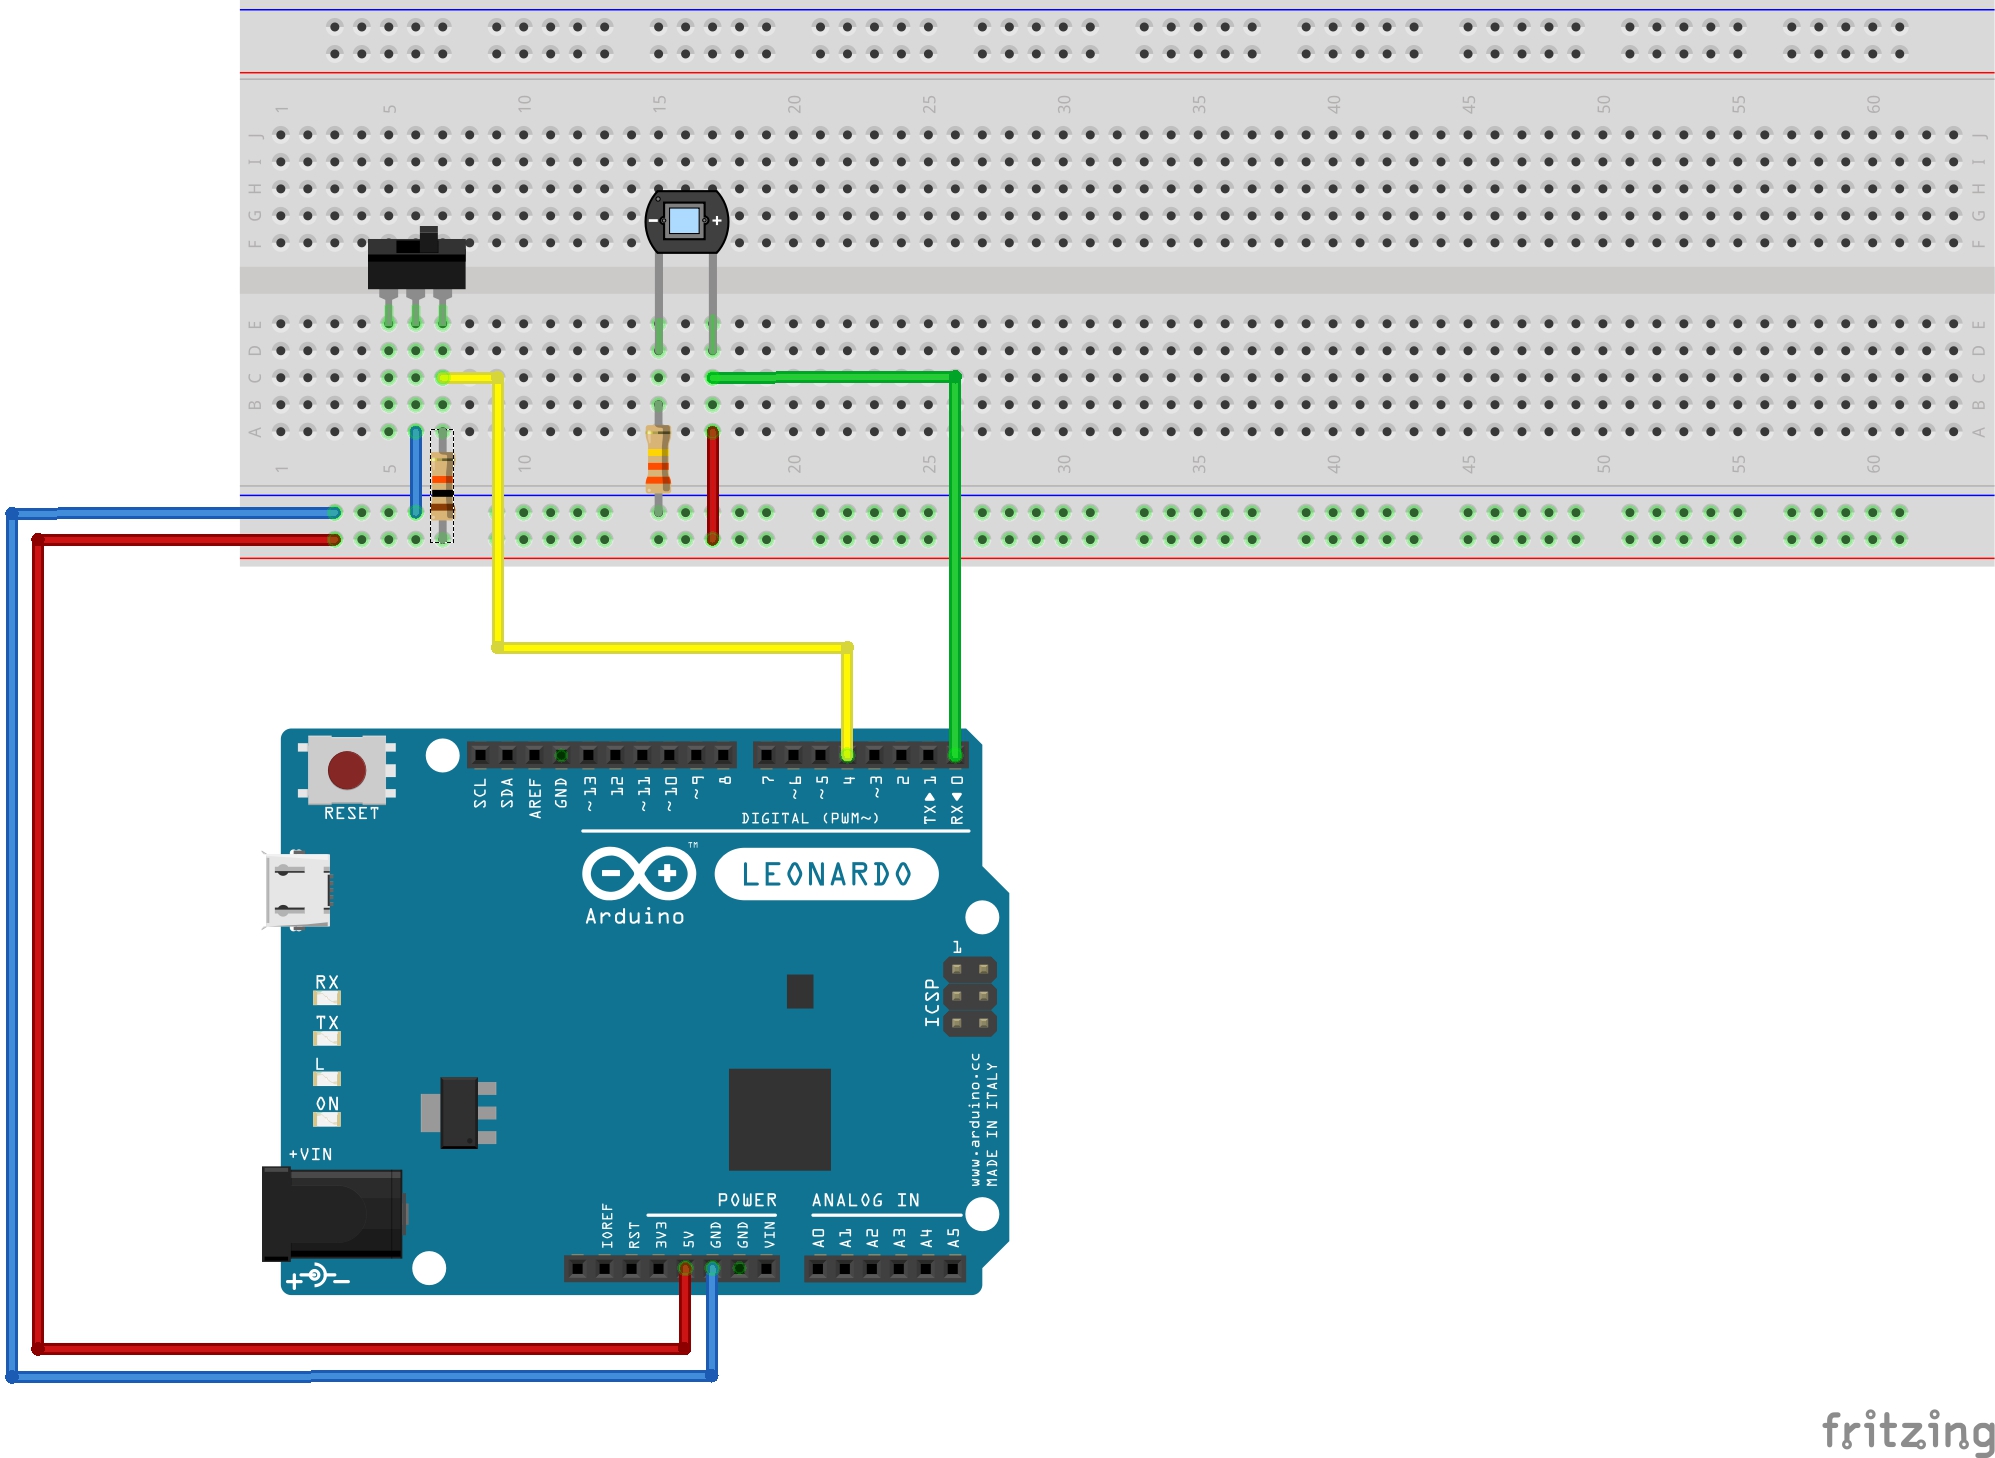 1 5 10 15 20 25 30 35 40 45 50 55 60
J J
I I
H H
G G
F F
− +
E E
D D
C C
B B
A A
1 5 10 15 20 25 30 35 40 45 50 55 60
RESET
SCL SDA AREF GND ~13 12 ~11 ~10 ~9 8 7 ~6 ~5 4 ~3 2 TX▶1 RX◀0
DIGITAL (PWM~)
TM
LEONARDO
Arduino
1
ICSP
RX
TX
L
ON
www.arduino.cc
MADE IN ITALY
+VIN
POWER ANALOG IN
IOREF RST 3V3 5V GND GND VIN A0 A1 A2 A3 A4 A5
+ −
fritzing